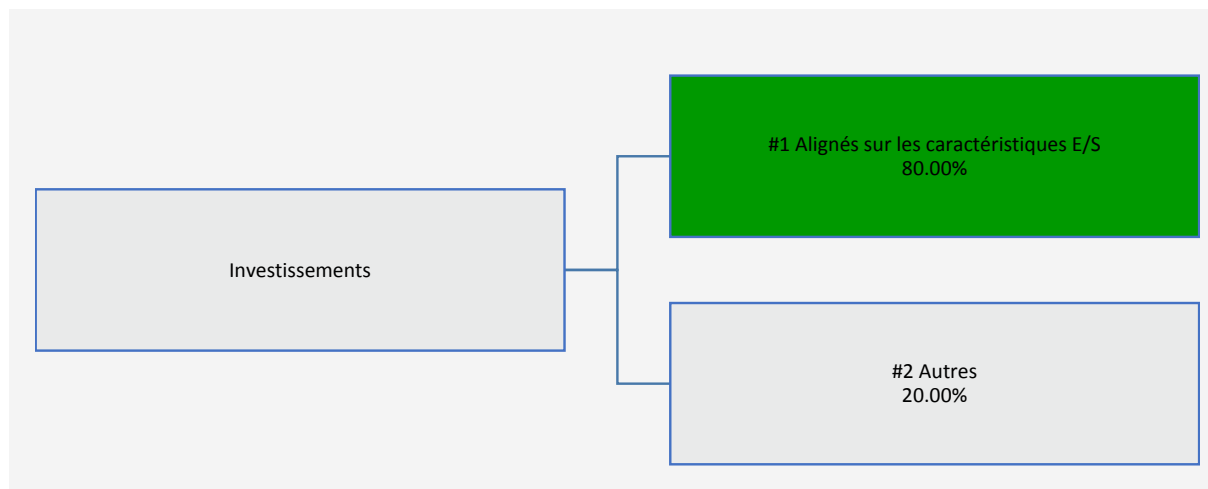 #1 Alignés sur les caractéristiques E/S
80.00%
Investissements
#2 Autres
20.00%